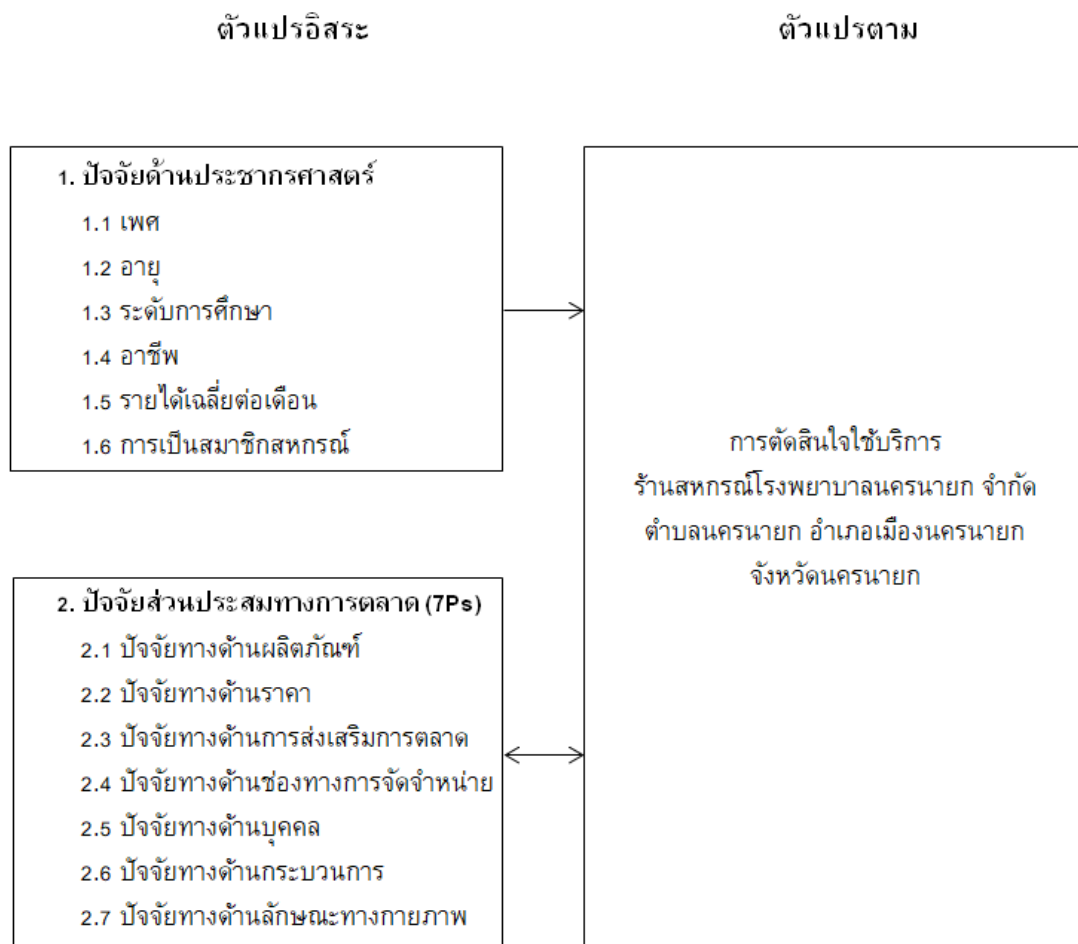 ตัวแปรอิสระ
ตัวแปรตาม
1. ปัจจัยด้านประชากรศาสตร์
1.1 เพศ
1.2 อายุ
1.3 ระดับการศึกษา
1.4 อาชีพ
1.5 รายได้เฉลี่ยต่อเดือน
1.6 การเป็นสมาชิกสหกรณ์
2. ปัจจัยส่วนประสมทางการตลาด (7Ps)
2.1 ปัจจัยทางด้านผลิตภัณฑ์
2.2 ปัจจัยทางด้านราคา
2.3 ปัจจัยทางด้านการส่งเสริมการตลาด
2.4 ปัจจัยทางด้านช่องทางการจัดจำหน่าย
2.5 ปัจจัยทางด้านบุคคล
2.6 ปัจจัยทางด้านกระบวนการ
2.7 ปัจจัยทางด้านลักษณะทางกายภาพ
การตัดสินใจใช้บริการ
ร้านสหกรณ์โรงพยาบาลนครนายก จำกัด
ตำบลนครนายก อำเภอเมืองนครนายก
จังหวัดนครนายก